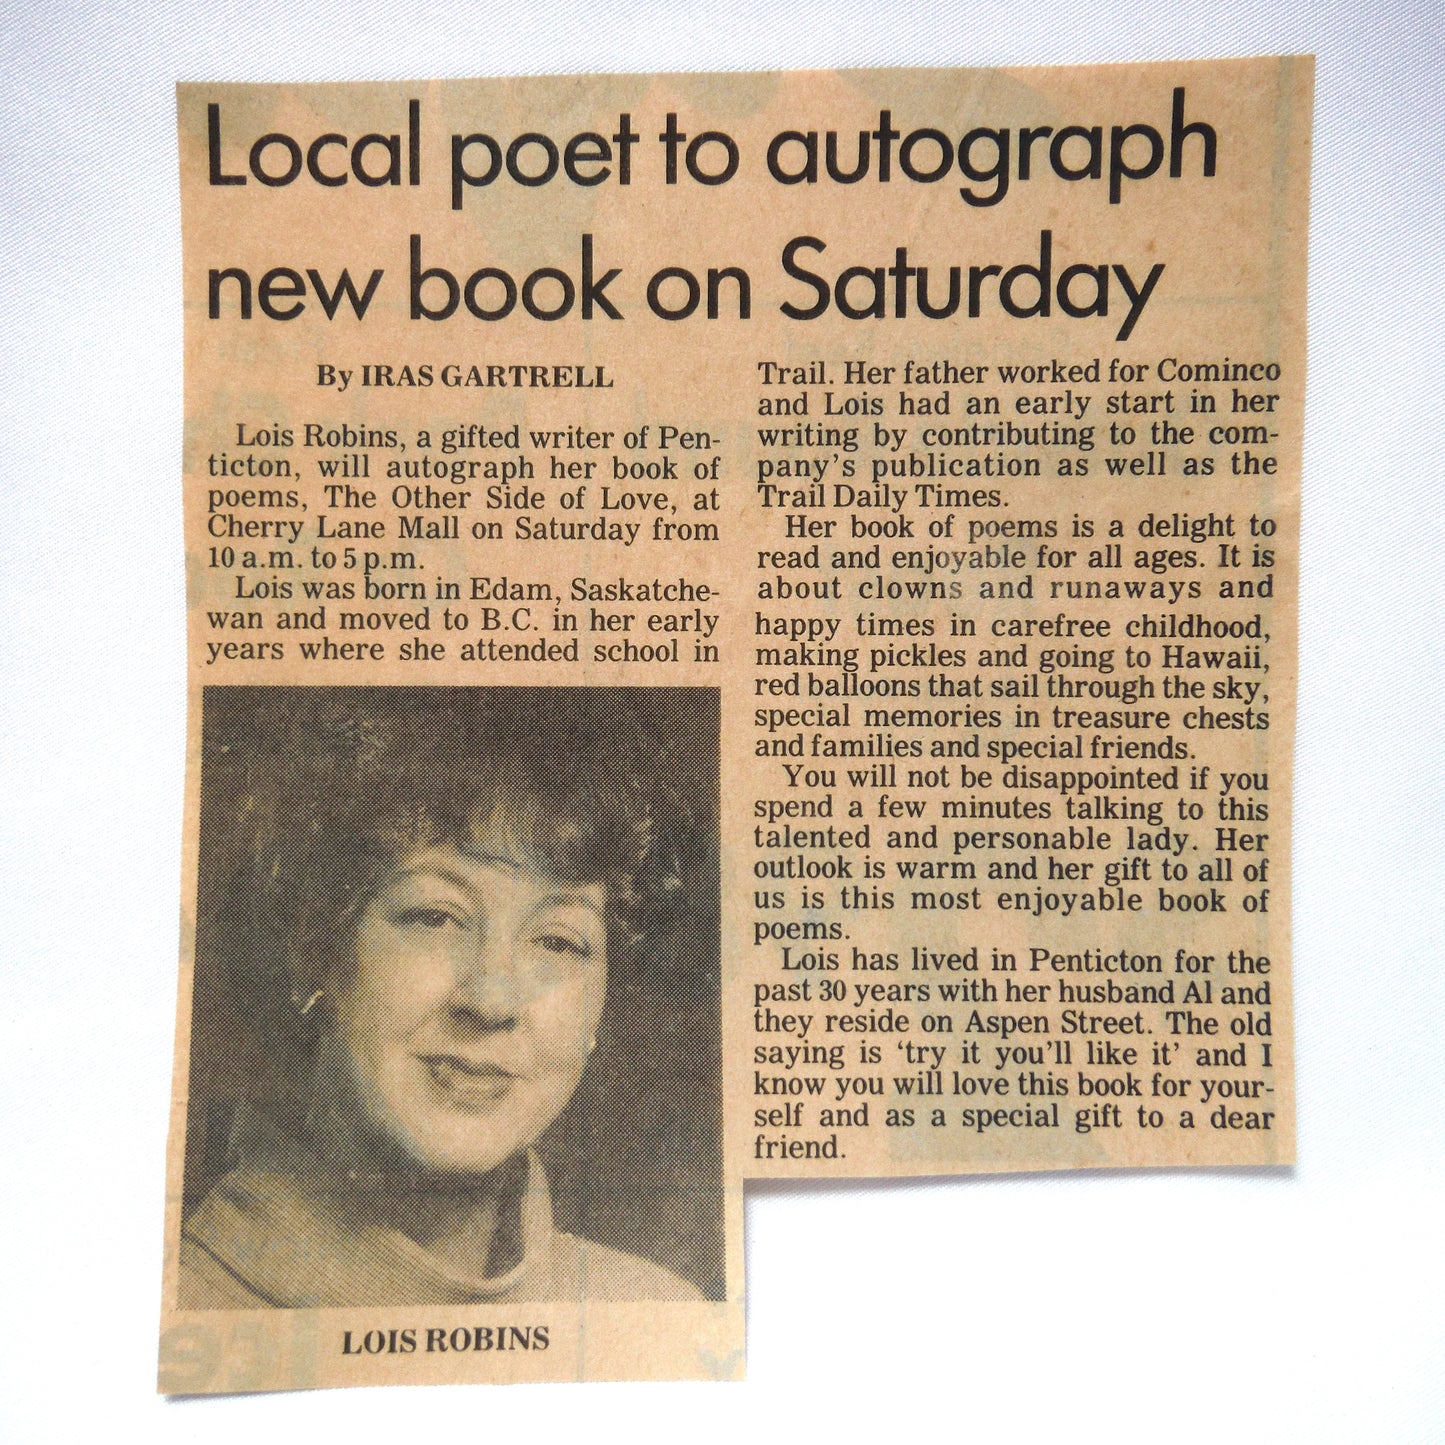 Local poet to autograph
new book on Saturday
By IRAS GARTRELL
Lois Robins, a gifted writer of Pen-
ticton, will autograph her book of
poems, The Other Side of Love, at
Cherry Lane Mall on Saturday from
10 a.m. to 5 p.m.
Lois was born in Edam, Saskatche-
wan and moved to B.C. in her early
years where she attended school in
LOIS ROBINS
Trail. Her father worked for Cominco
and Lois had an early start in her
writing by contributing to the com-
pany's publication as well as the
Trail Daily Times.
Her book of poems is a delight to
read and enjoyable for all ages. It is
about clowns and runaways and
happy times in carefree childhood,
making pickles and going to Hawaii,
red balloons that sail through the sky,
special memories in treasure chests
and families and special friends.
You will not be disappointed if you
spend a few minutes talking to this
talented and personable lady. Her
outlook is warm and her gift to all of
us is this most enjoyable book of
poems.
Lois has lived in Penticton for the
past 30 years with her husband Al and
they reside on Aspen Street. The old
saying is 'try it you'll like it' and I
know you will love this book for your-
self and as a special gift to a dear
friend.